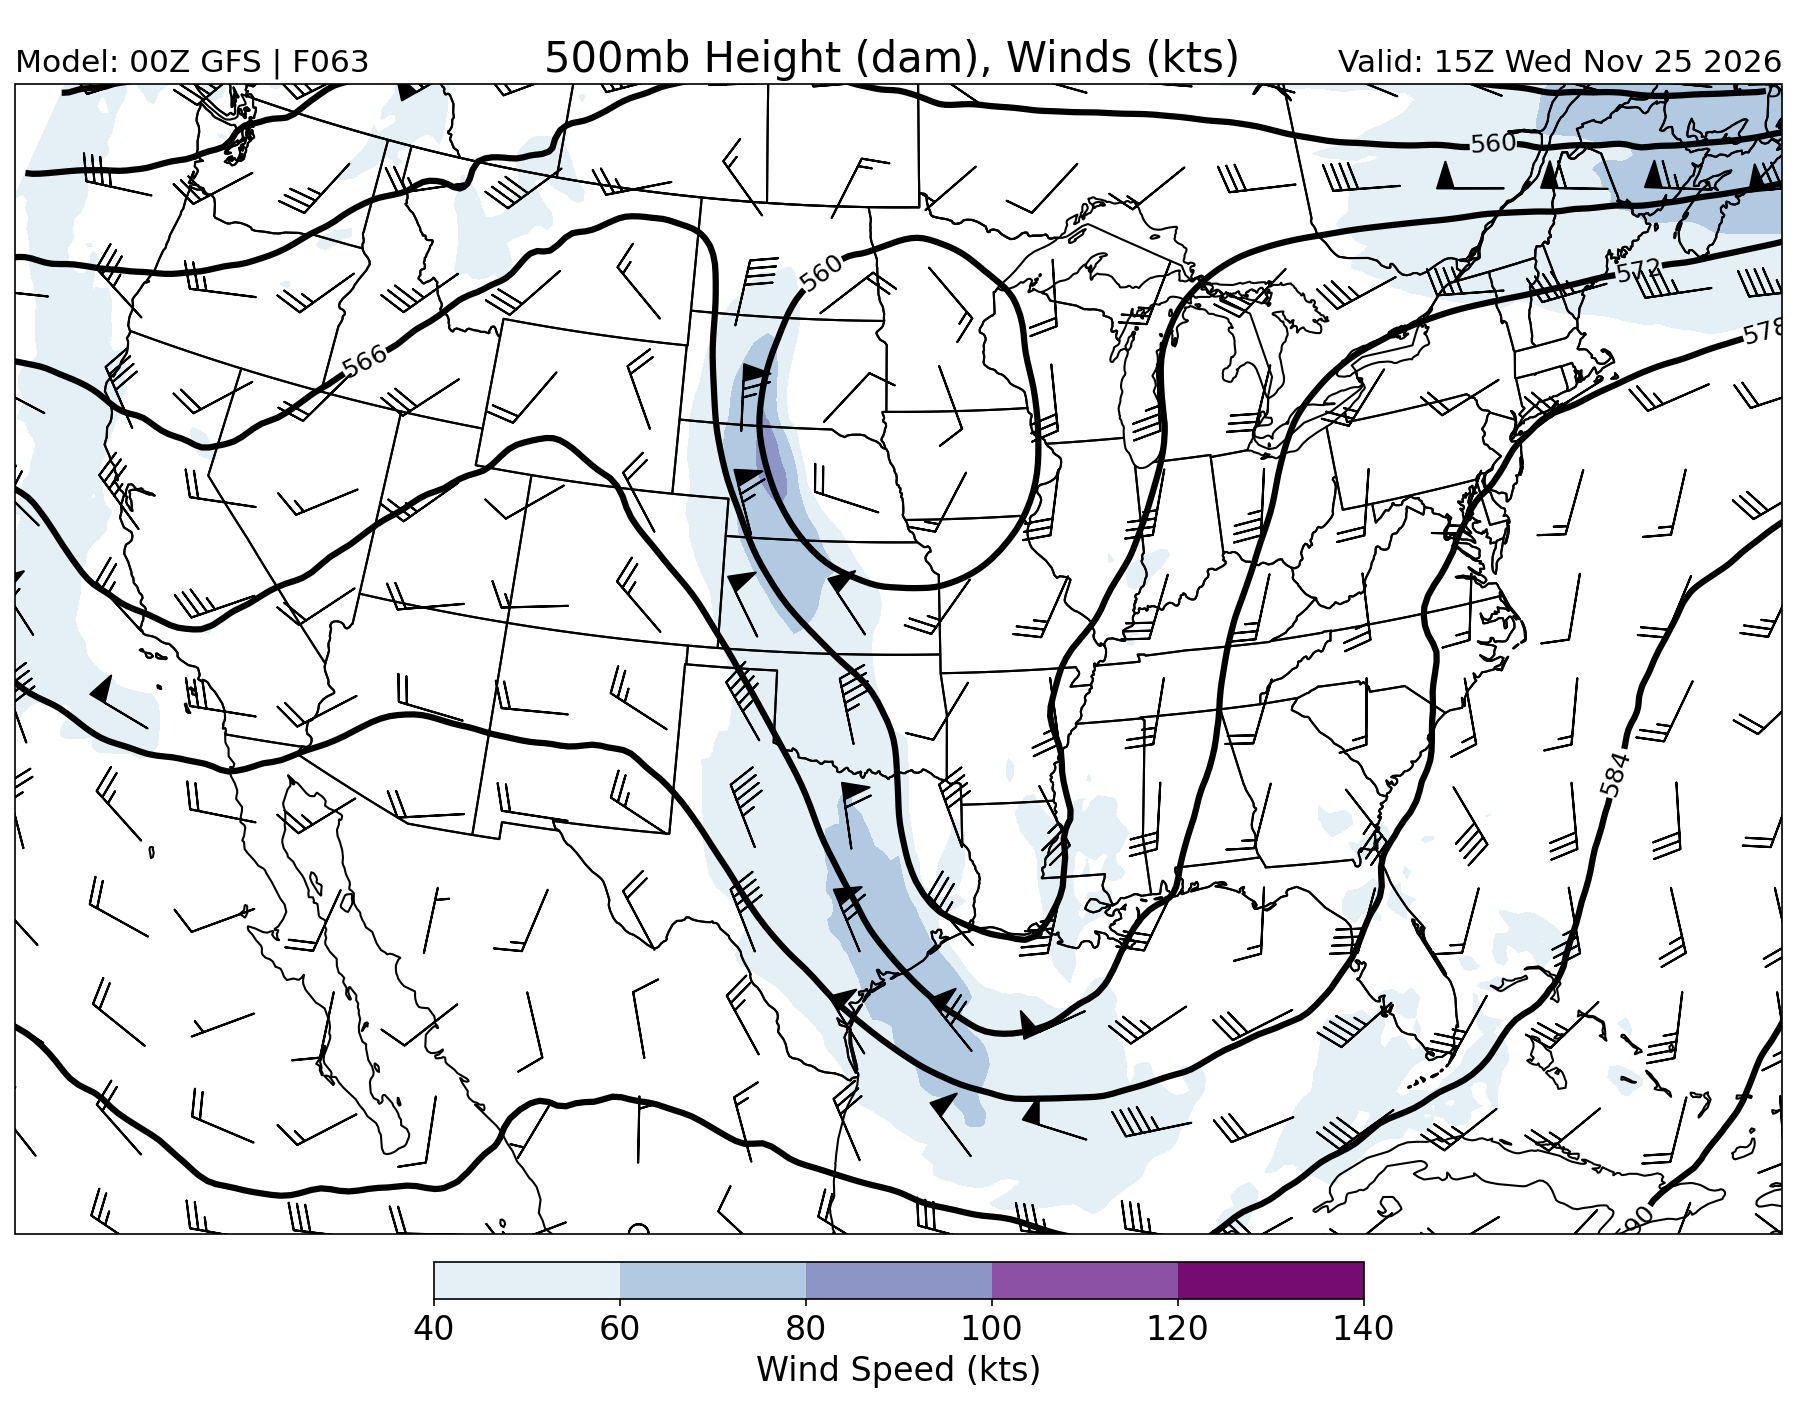 Model: 00Z GFS | F063
500mb Height (dam), Winds (kts)
Valid: 15Z Wed Nov 25 2026
560
572
560
578
566
584
90
40 60 80 100 120 140
Wind Speed (kts)